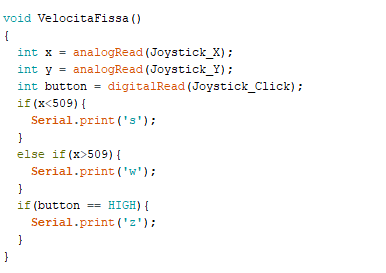 void VelocitaFissa()
{
  int x = analogRead(Joystick_X);
  int y = analogRead(Joystick_Y);
  int button = digitalRead(Joystick_Click);
  if(x<509){
    Serial.print('s');
  }
  else if(x>509){
    Serial.print('w');
  }
  if(button == HIGH){
    Serial.print('z');
  }
}